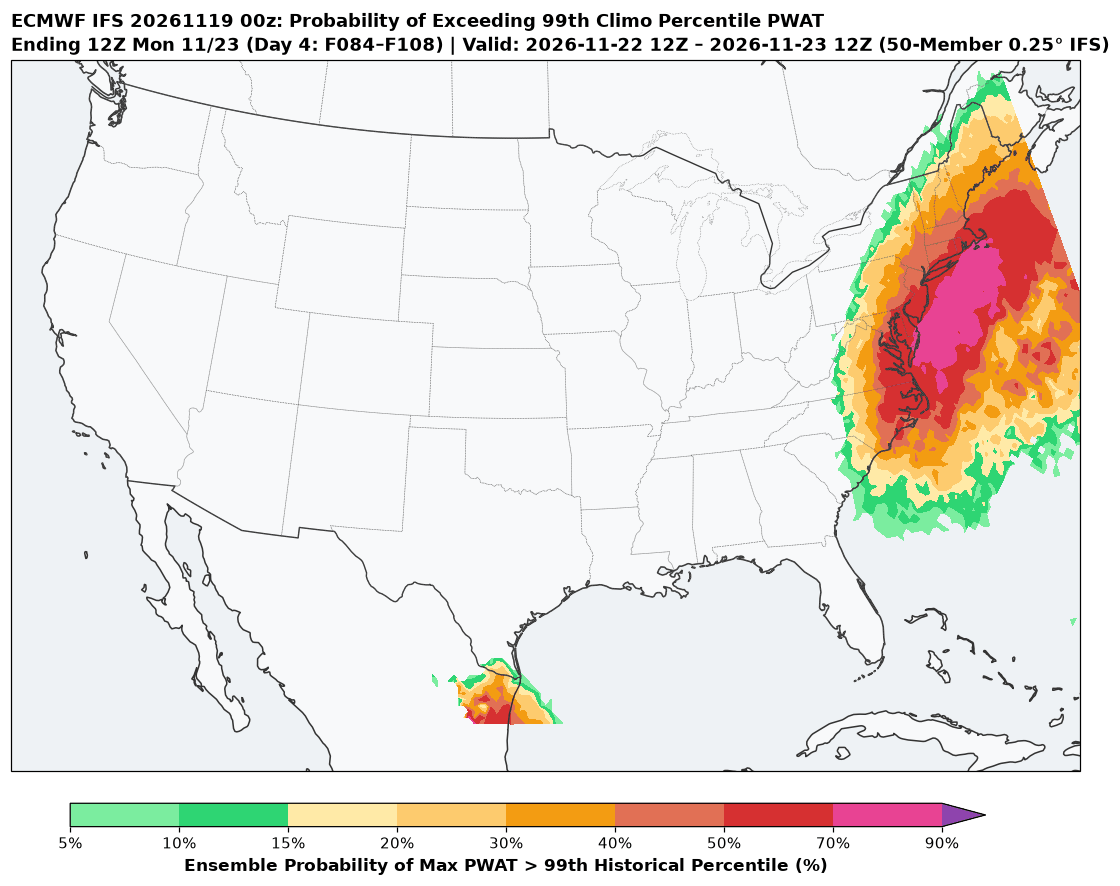 ECMWF IFS 20261119 00z: Probability of Exceeding 99th Climo Percentile PWAT
Ending 12Z Mon 11/23 (Day 4: F084–F108) | Valid: 2026-11-22 12Z – 2026-11-23 12Z (50-Member 0.25° IFS)
5% 10% 15% 20% 30% 40% 50% 70% 90%
Ensemble Probability of Max PWAT > 99th Historical Percentile (%)